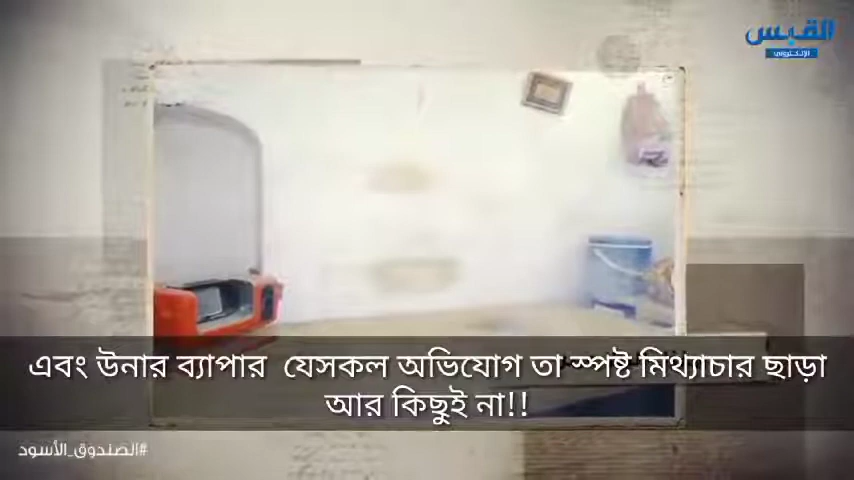 القبس
الإلكتروني
এবং উনার ব্যাপার যেসকল অভিযোগ তা স্পষ্ট মিথ্যাচার ছাড়া
আর কিছুই না!!
#الصندوق_الأسود